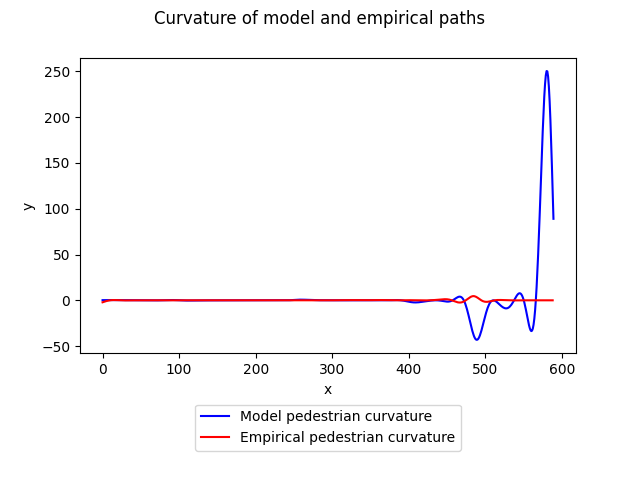 Curvature of model and empirical paths
250
200
150
100
50
0
−50
y
0 100 200 300 400 500 600
x
Model pedestrian curvature
Empirical pedestrian curvature